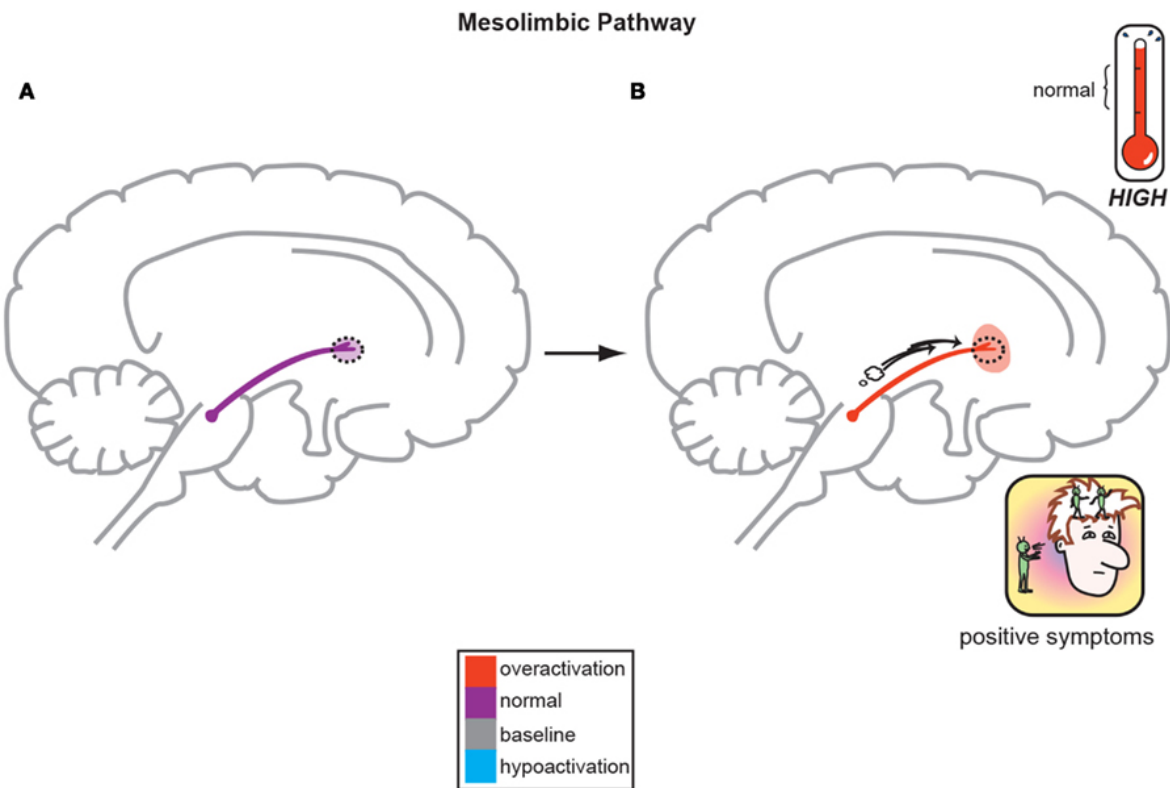 Mesolimbic Pathway
A
B
normal
HIGH
positive symptoms
overactivation
normal
baseline
hypoactivation